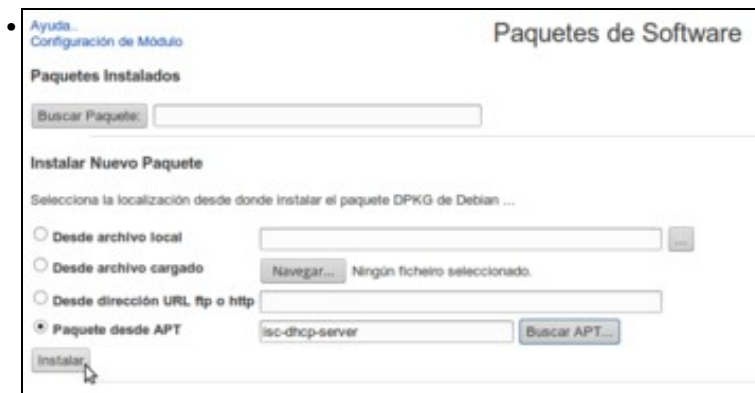 Ayuda..
Configuración de Módulo
Paquetes de Software
Paquetes Instalados
Buscar Paquete:
Instalar Nuevo Paquete
Selecciona la localización desde donde instalar el paquete DPKG de Debian ...
Desde archivo local ...
Desde archivo cargado Navegar... Ningún ficheiro seleccionado.
Desde dirección URL ftp o http
Paquete desde APT isc-dhcp-server Buscar APT...
Instalar